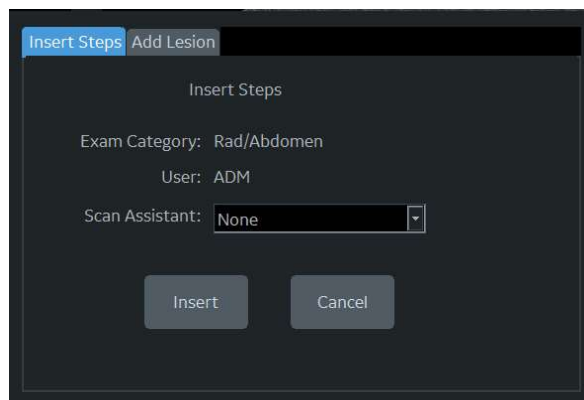 Insert Steps Add Lesion
Insert Steps
Exam Category: Rad/Abdomen
User: ADM
Scan Assistant: None
Insert Cancel